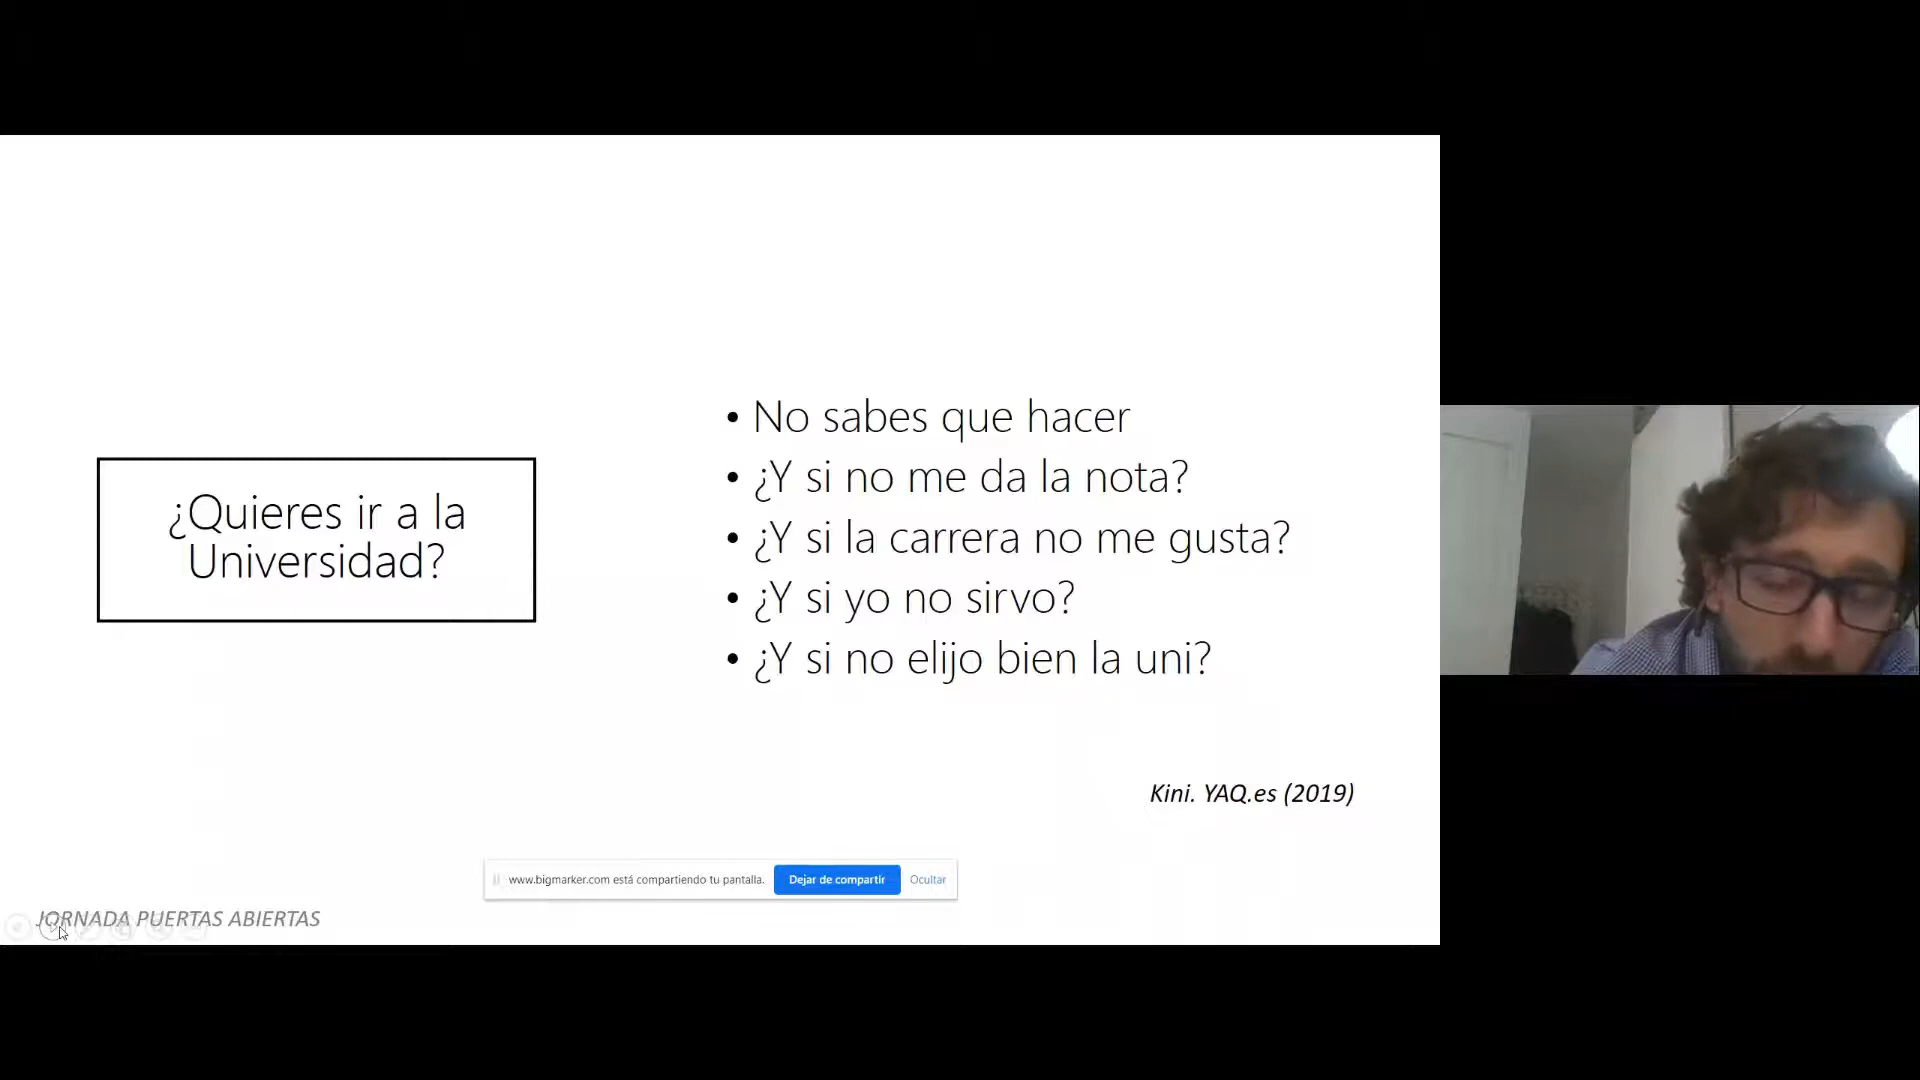 ¿Quieres ir a la
Universidad?
• No sabes que hacer
• ¿Y si no me da la nota?
• ¿Y si la carrera no me gusta?
• ¿Y si yo no sirvo?
• ¿Y si no elijo bien la uni?
Kini. YAQ.es (2019)
www.bigmarker.com está compartiendo tu pantalla. Dejar de compartir Ocultar
JORNADA PUERTAS ABIERTAS